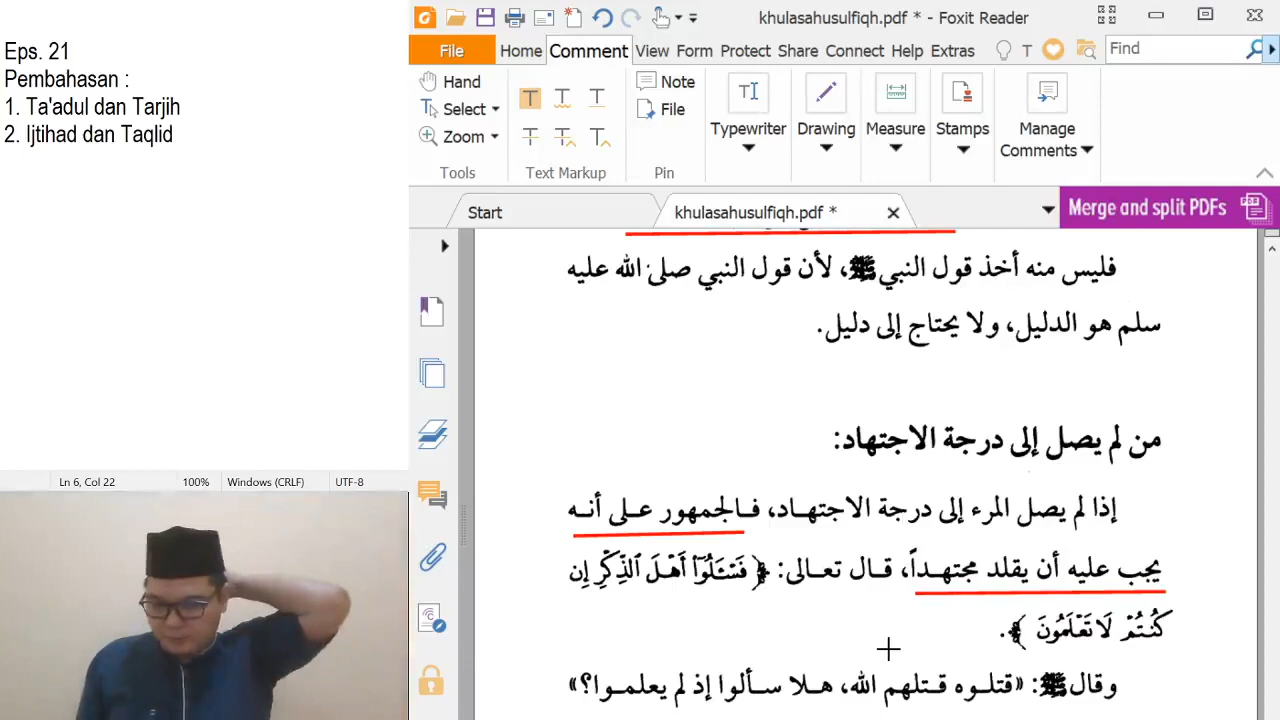 Eps. 21
Pembahasan :
1. Ta'adul dan Tarjih
2. Ijtihad dan Taqlid
Ln 6, Col 22 100% Windows (CRLF) UTF-8
khulasahusulfiqh.pdf * - Foxit Reader
File Home Comment View Form Protect Share Connect Help Extras T Find
Hand
Select
Zoom
Tools
Text Markup
Note
File
Pin
Typewriter
Drawing
Measure
Stamps
Manage
Comments
Start
khulasahusulfiqh.pdf *
Merge and split PDFs
فليس منه أخذ قول النبي ﷺ، لأن قول النبي صلى الله عليه
سلم هو الدليل، ولا يحتاج إلى دليل.
من لم يصل إلى درجة الاجتهاد:
إذا لم يصل المرء إلى درجة الاجتهاد، فالجمهور على أنه
يجب عليه أن يقلد مجتهداً، قال تعالى: ﴿ فَسْـَٔلُوٓا۟ أَهْلَ ٱلذِّكْرِ إِن
كُنتُمْ لَا تَعْلَمُونَ ﴾.
وقال ﷺ: «قتلوه قتلهم الله، هلا سألوا إذ لم يعلموا؟»